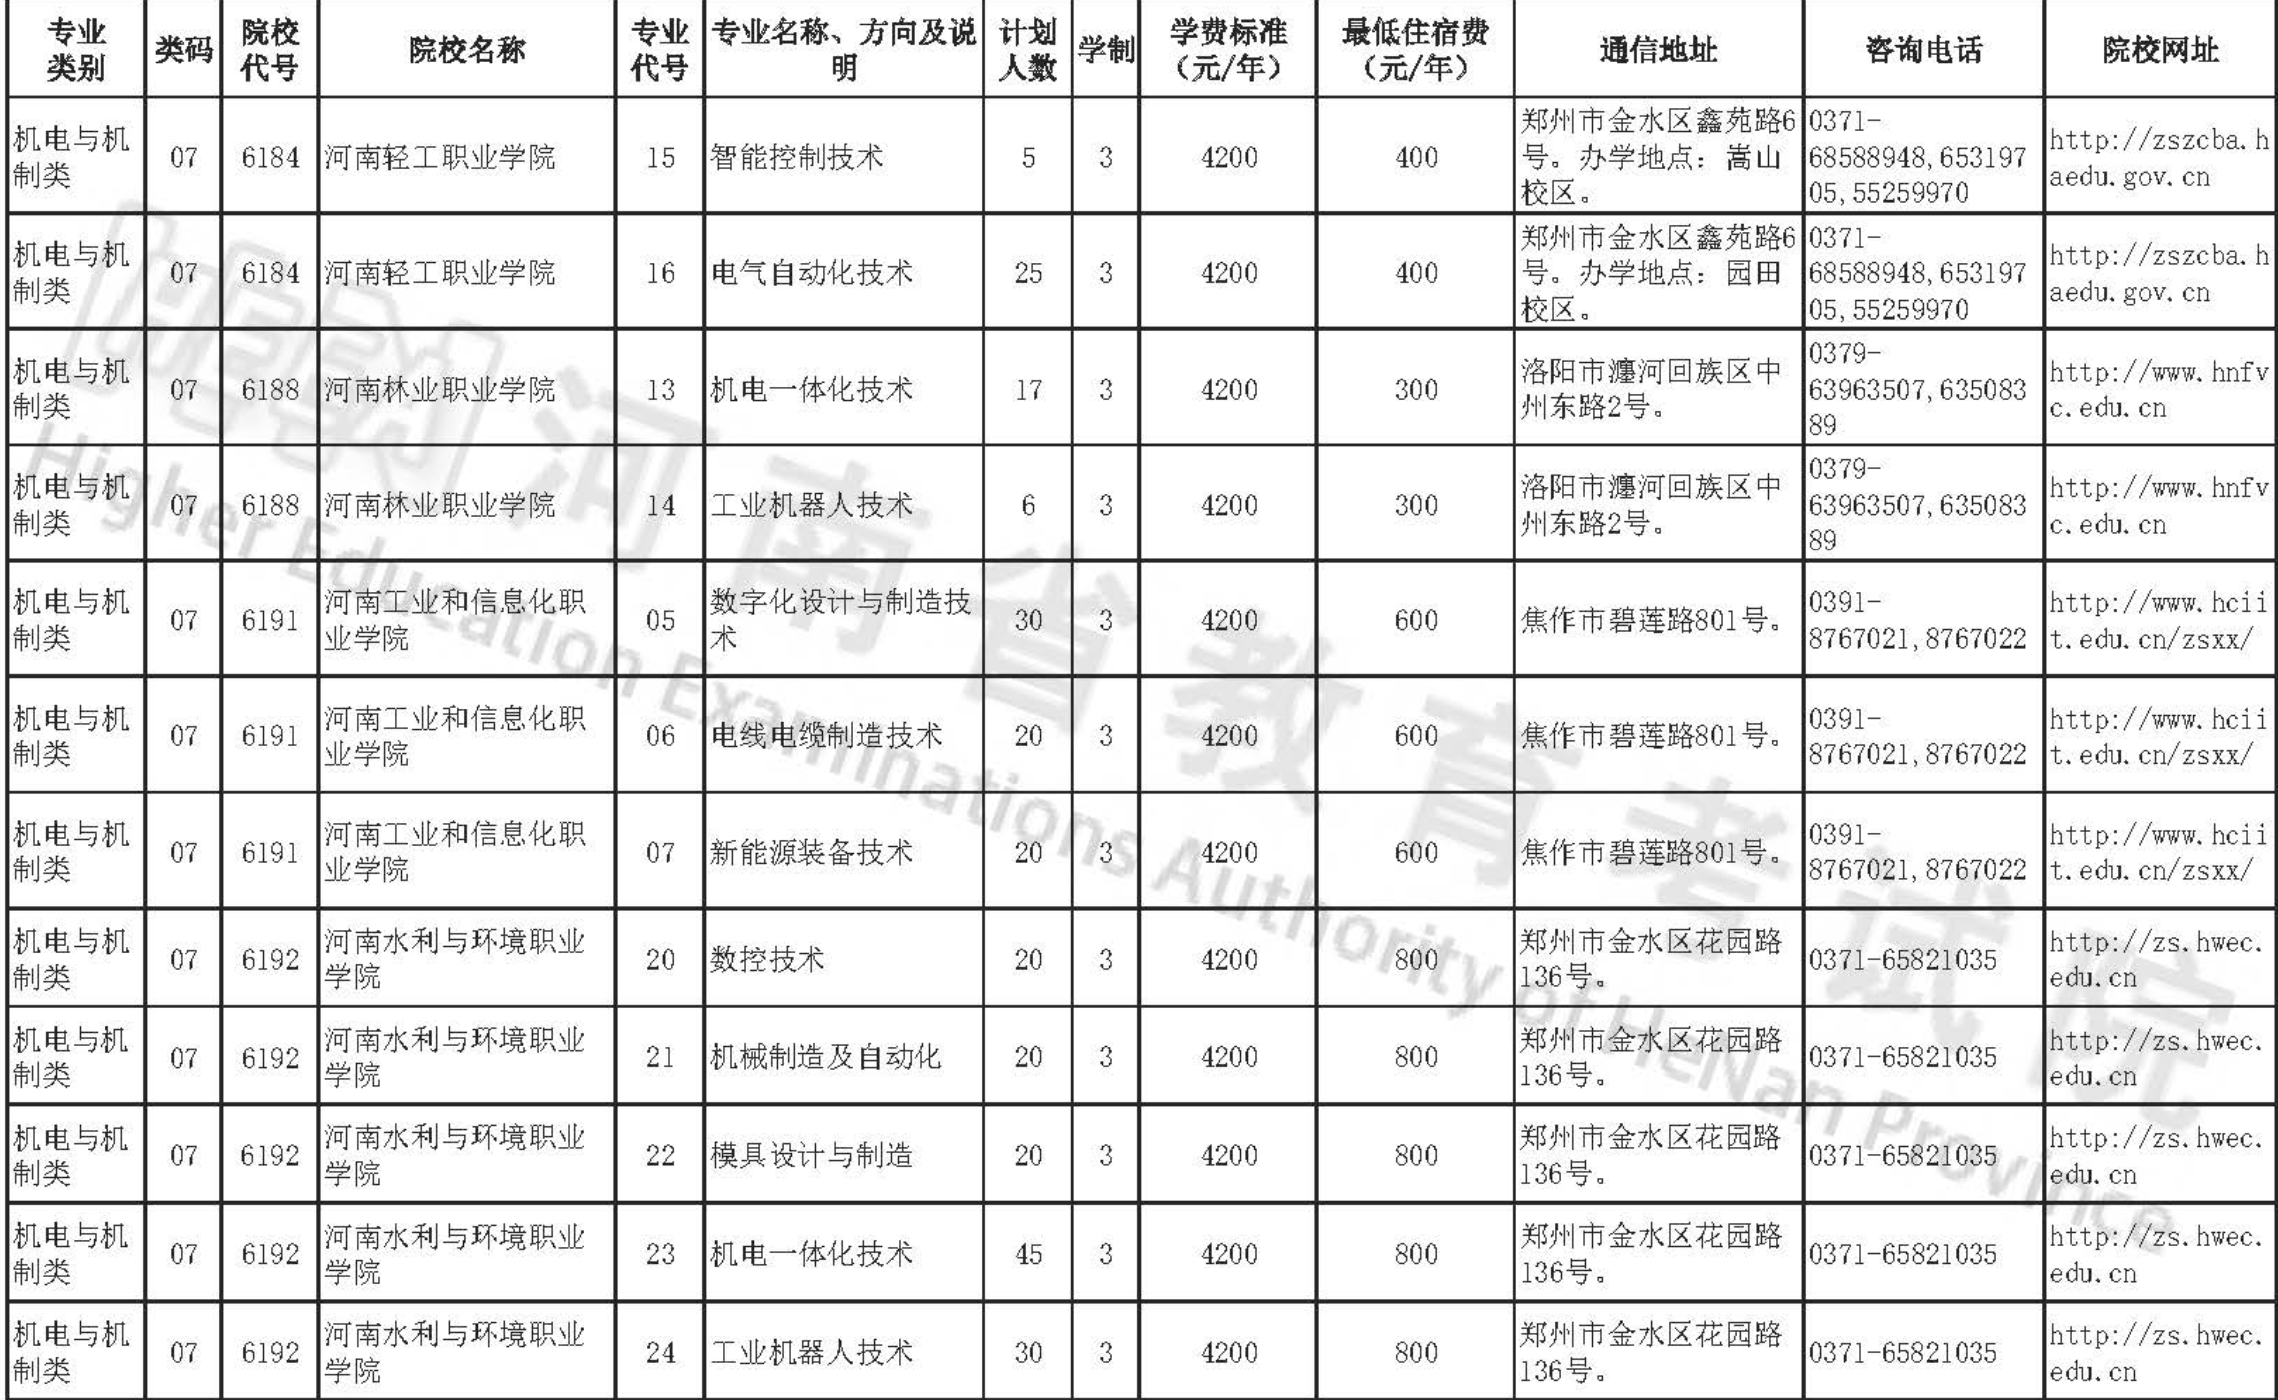 专业类别 类码 院校代号 院校名称 专业代号 专业名称、方向及说明 计划人数 学制 学费标准（元/年） 最低住宿费（元/年） 通信地址 咨询电话 院校网址
机电与机制类 07 6184 河南轻工职业学院 15 智能控制技术 5 3 4200 400 郑州市金水区鑫苑路6号。办学地点：嵩山校区。 0371-68588948,65319705,55259970 http://zszcba.haedu.gov.cn
机电与机制类 07 6184 河南轻工职业学院 16 电气自动化技术 25 3 4200 400 郑州市金水区鑫苑路6号。办学地点：园田校区。 0371-68588948,65319705,55259970 http://zszcba.haedu.gov.cn
机电与机制类 07 6188 河南林业职业学院 13 机电一体化技术 17 3 4200 300 洛阳市瀍河回族区中州东路2号。 0379-63963507,63508389 http://www.hnfvc.edu.cn
机电与机制类 07 6188 河南林业职业学院 14 工业机器人技术 6 3 4200 300 洛阳市瀍河回族区中州东路2号。 0379-63963507,63508389 http://www.hnfvc.edu.cn
机电与机制类 07 6191 河南工业和信息化职业学院 05 数字化设计与制造技术 30 3 4200 600 焦作市碧莲路801号。 0391-8767021,8767022 http://www.hciit.edu.cn/zsxx/
机电与机制类 07 6191 河南工业和信息化职业学院 06 电线电缆制造技术 20 3 4200 600 焦作市碧莲路801号。 0391-8767021,8767022 http://www.hciit.edu.cn/zsxx/
机电与机制类 07 6191 河南工业和信息化职业学院 07 新能源装备技术 20 3 4200 600 焦作市碧莲路801号。 0391-8767021,8767022 http://www.hciit.edu.cn/zsxx/
机电与机制类 07 6192 河南水利与环境职业学院 20 数控技术 20 3 4200 800 郑州市金水区花园路136号。 0371-65821035 http://zs.hwec.edu.cn
机电与机制类 07 6192 河南水利与环境职业学院 21 机械制造及自动化 20 3 4200 800 郑州市金水区花园路136号。 0371-65821035 http://zs.hwec.edu.cn
机电与机制类 07 6192 河南水利与环境职业学院 22 模具设计与制造 20 3 4200 800 郑州市金水区花园路136号。 0371-65821035 http://zs.hwec.edu.cn
机电与机制类 07 6192 河南水利与环境职业学院 23 机电一体化技术 45 3 4200 800 郑州市金水区花园路136号。 0371-65821035 http://zs.hwec.edu.cn
机电与机制类 07 6192 河南水利与环境职业学院 24 工业机器人技术 30 3 4200 800 郑州市金水区花园路136号。 0371-65821035 http://zs.hwec.edu.cn
河南省教育考试院
Higher Education Examinations Authority of HeNan Province